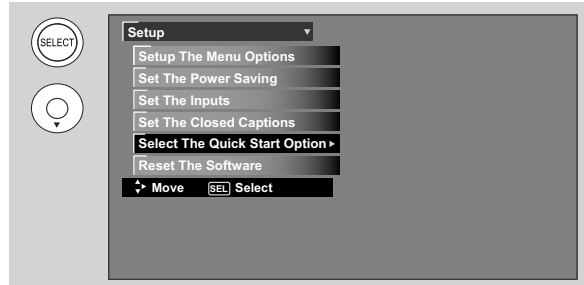 SELECT
Setup
Setup The Menu Options
Set The Power Saving
Set The Inputs
Set The Closed Captions
Select The Quick Start Option
Reset The Software
Move SEL Select